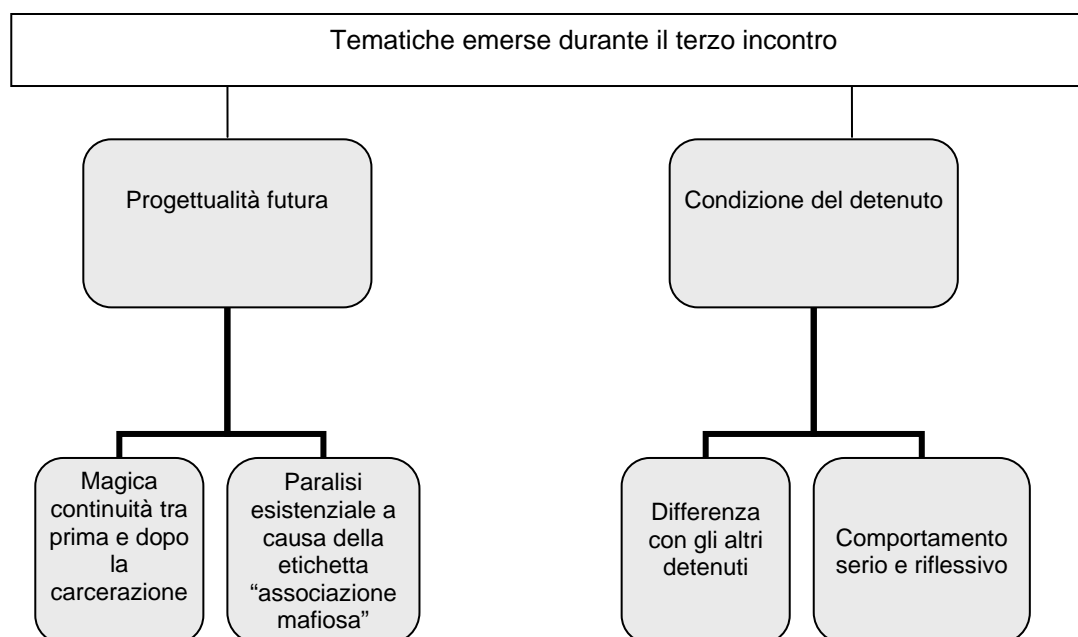 Tematiche emerse durante il terzo incontro
Progettualità futura
Condizione del detenuto
Magica
continuità tra
prima e dopo
la
carcerazione
Paralisi
esistenziale a
causa della
etichetta
“associazione
mafiosa”
Differenza
con gli altri
detenuti
Comportamento
serio e riflessivo